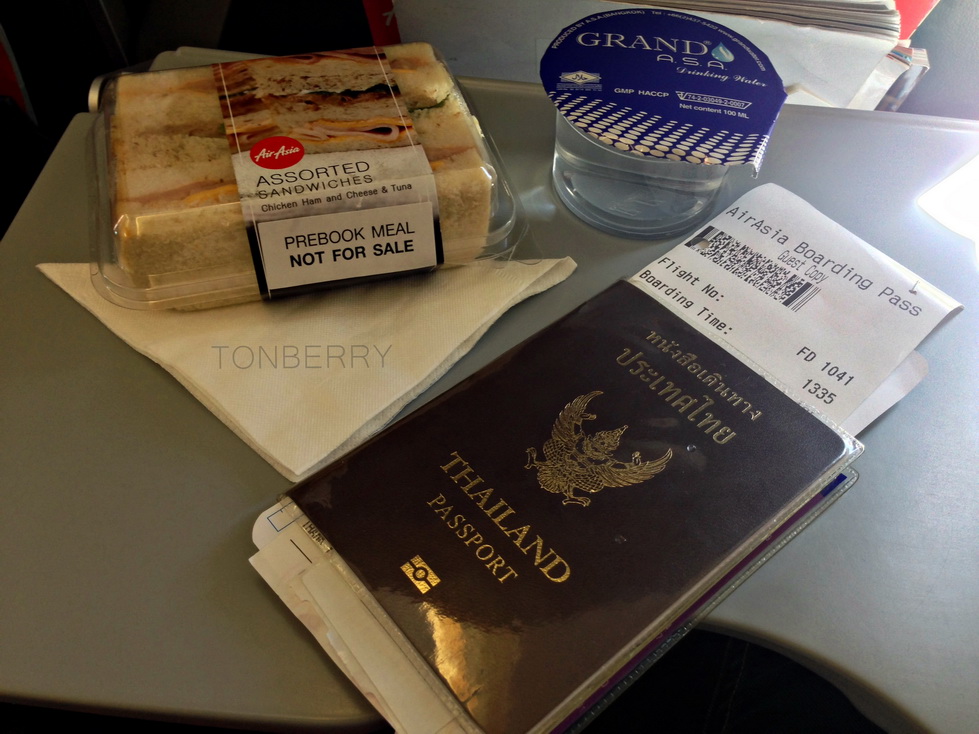 AirAsia
ASSORTED
SANDWICHES
Chicken Ham and Cheese & Tuna
PREBOOK MEAL
NOT FOR SALE
PRODUCED BY A.S.A.(BANGKOK)
GRAND
A.S.A.
Drinking Water
GMP HACCP
Net content 100 ML
TONBERRY
AirAsia Boarding Pass
Guest Copy
Flight No:
FD 1041
Boarding Time:
1335
หนังสือเดินทาง
ประเทศไทย
THAILAND
PASSPORT